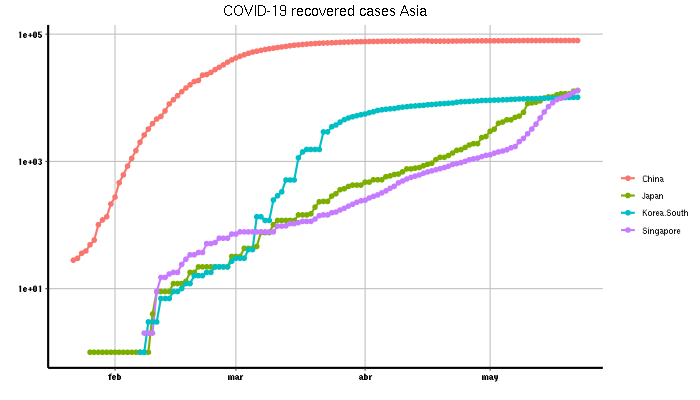 COVID-19 recovered cases Asia
1e+05
1e+03
1e+01
feb
mar
abr
may
China
Japan
Korea.South
Singapore